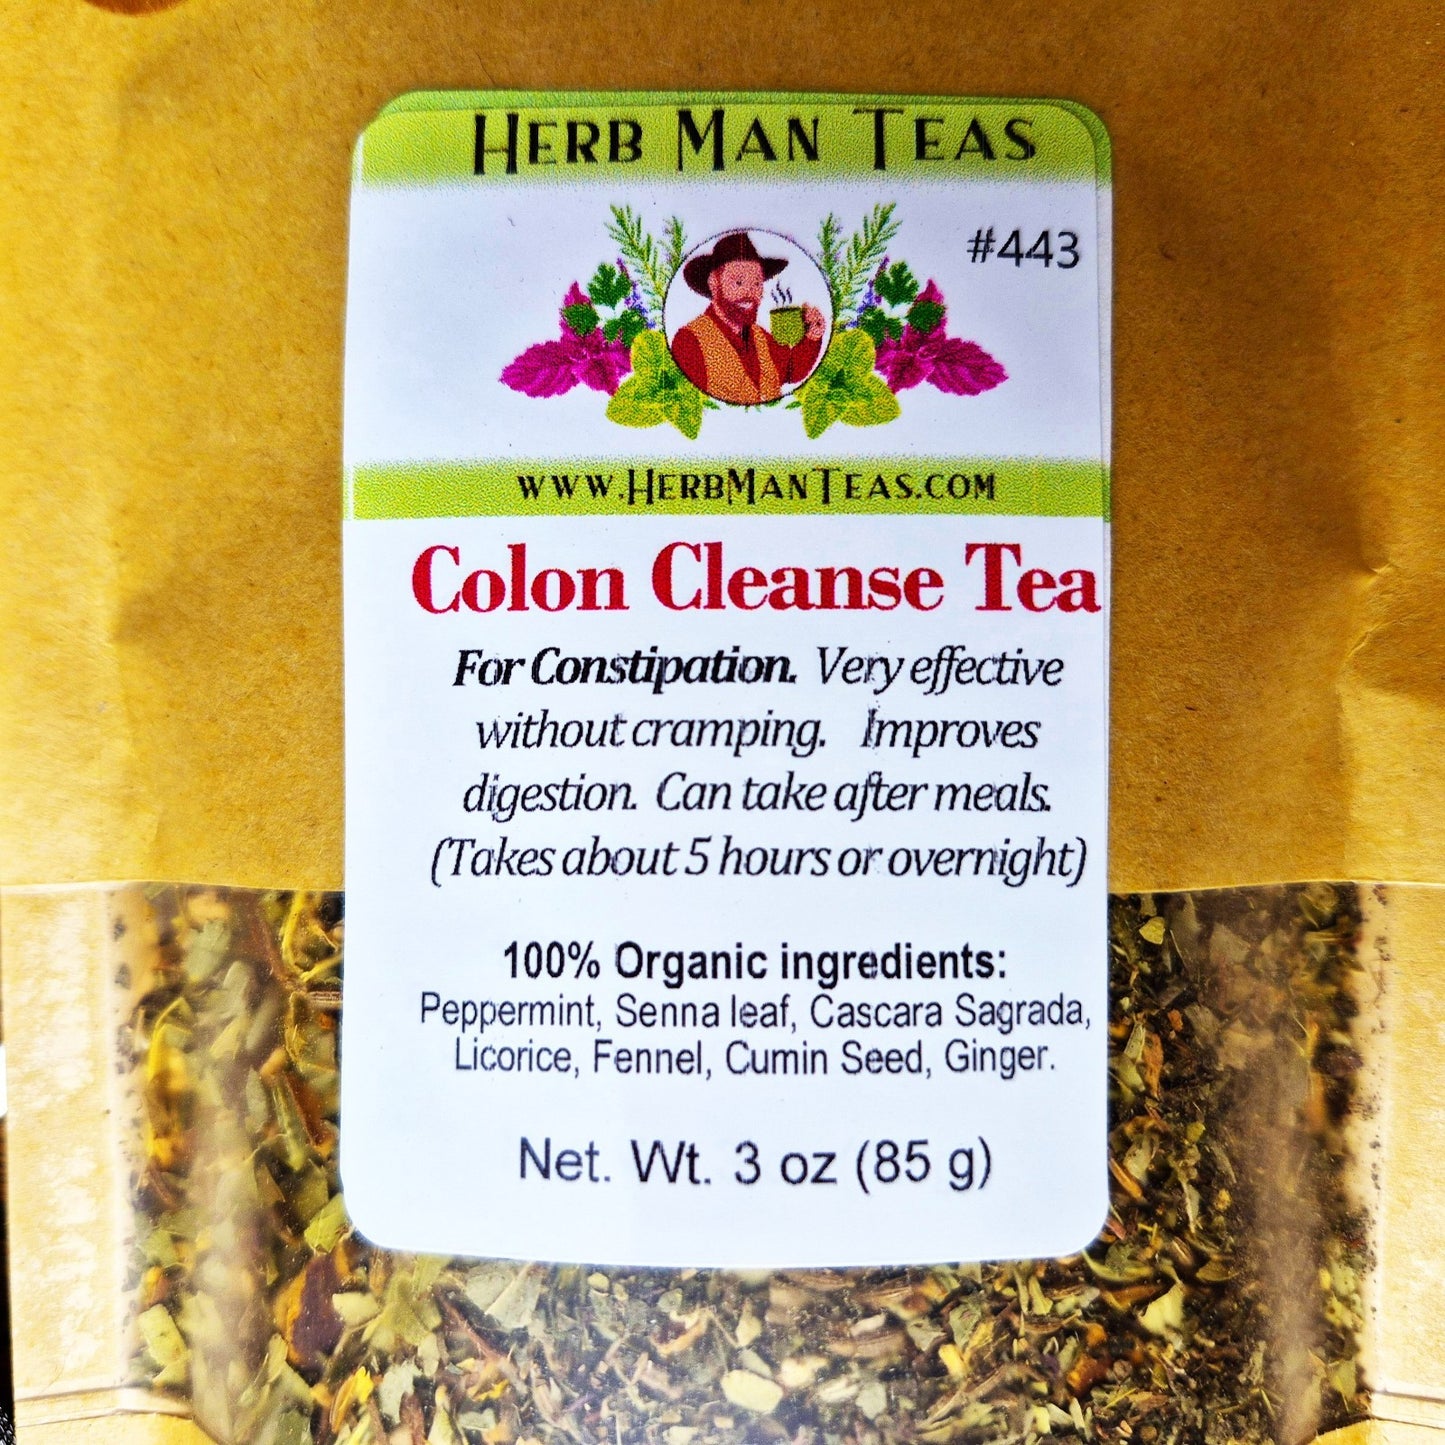 HERB MAN TEAS
#443
WWW.HERBMANTEAS.COM
Colon Cleanse Tea
For Constipation. Very effective
without cramping. Improves
digestion. Can take after meals.
(Takes about 5 hours or overnight)
100% Organic ingredients:
Peppermint, Senna leaf, Cascara Sagrada,
Licorice, Fennel, Cumin Seed, Ginger.
Net. Wt. 3 oz (85 g)